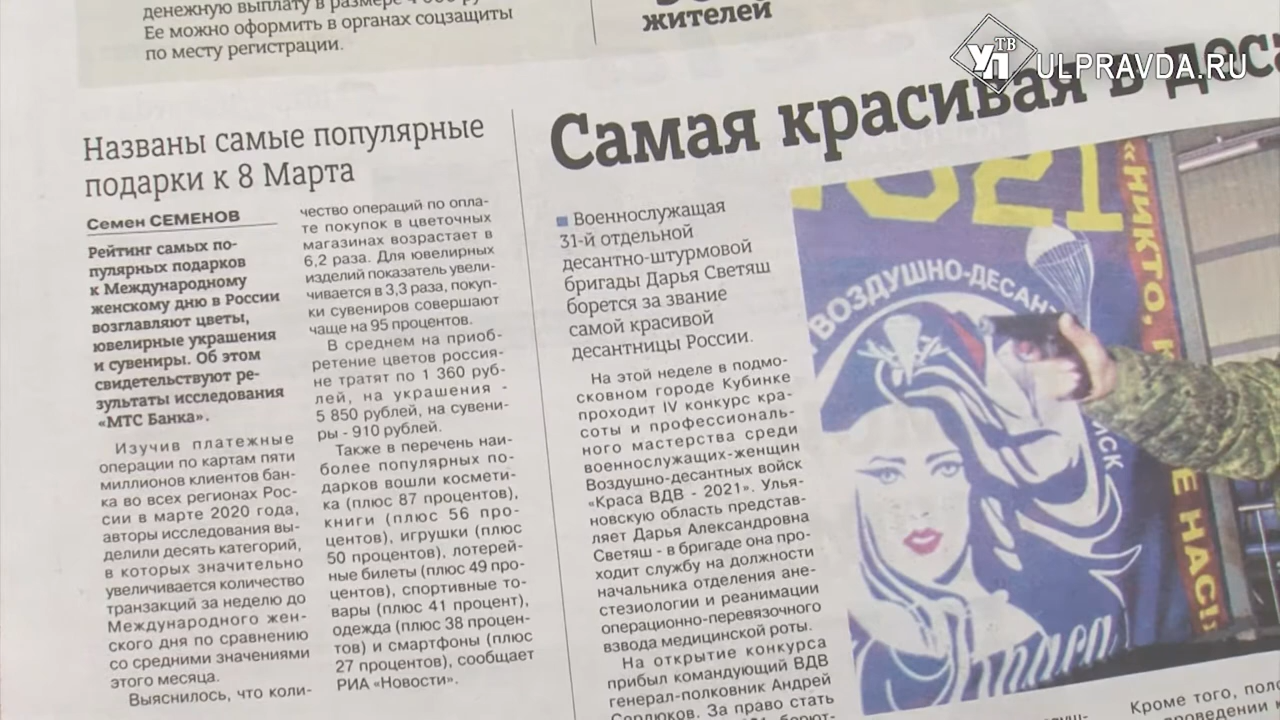 денежную выплату в размере
Ее можно оформить в органах соцзащиты
по месту регистрации.
жителей
УП ТВ ULPRAVDA.RU
Названы самые популярные
подарки к 8 Марта
Семен СЕМЕНОВ
Рейтинг самых по-
пулярных подарков
к Международному
женскому дню в России
возглавляют цветы,
ювелирные украшения
и сувениры. Об этом
свидетельствуют ре-
зультаты исследования
«МТС Банка».
Изучив платежные
операции по картам пяти
миллионов клиентов бан-
ка во всех регионах Рос-
сии в марте 2020 года,
авторы исследования вы-
делили десять категорий,
в которых значительно
увеличивается количество
транзакций за неделю до
Международного жен-
ского дня по сравнению
со средними значениями
этого месяца.
Выяснилось, что коли-
чество операций по опла-
те покупок в цветочных
магазинах возрастает в
6,2 раза. Для ювелирных
изделий показатель увели-
чивается в 3,3 раза, покуп-
ки сувениров совершают
чаще на 95 процентов.
В среднем на приоб-
ретение цветов россия-
не тратят по 1 360 руб-
лей, на украшения -
5 850 рублей, на сувени-
ры - 910 рублей.
Также в перечень наи-
более популярных по-
дарков вошли космети-
ка (плюс 87 процентов),
книги (плюс 56 про-
центов), игрушки (плюс
50 процентов), лотерей-
ные билеты (плюс 49 про-
центов), спортивные то-
вары (плюс 41 процент),
одежда (плюс 38 процен-
тов) и смартфоны (плюс
27 процентов), сообщает
РИА «Новости».
Самая красивая в деса
Военнослужащая
31-й отдельной
десантно-штурмовой
бригады Дарья Светяш
борется за звание
самой красивой
десантницы России.
На этой неделе в подмо-
сковном городе Кубинке
проходит IV конкурс кра-
соты и профессиональ-
ного мастерства среди
военнослужащих-женщин
Воздушно-десантных войск
«Краса ВДВ - 2021». Улья-
новскую область представ-
ляет Дарья Александровна
Светяш - в бригаде она про-
ходит службу на должности
начальника отделения ане-
стезиологии и реанимации
операционно-перевязочного
взвода медицинской роты.
На открытие конкурса
прибыл командующий ВДВ
генерал-полковник Андрей
Сердюков. За право стать
2021
ВОЗДУШНО-ДЕСАНТ
ЙСК
«НИКТО, К
Е НАС!
Краса
Кроме того, поло
проведении к